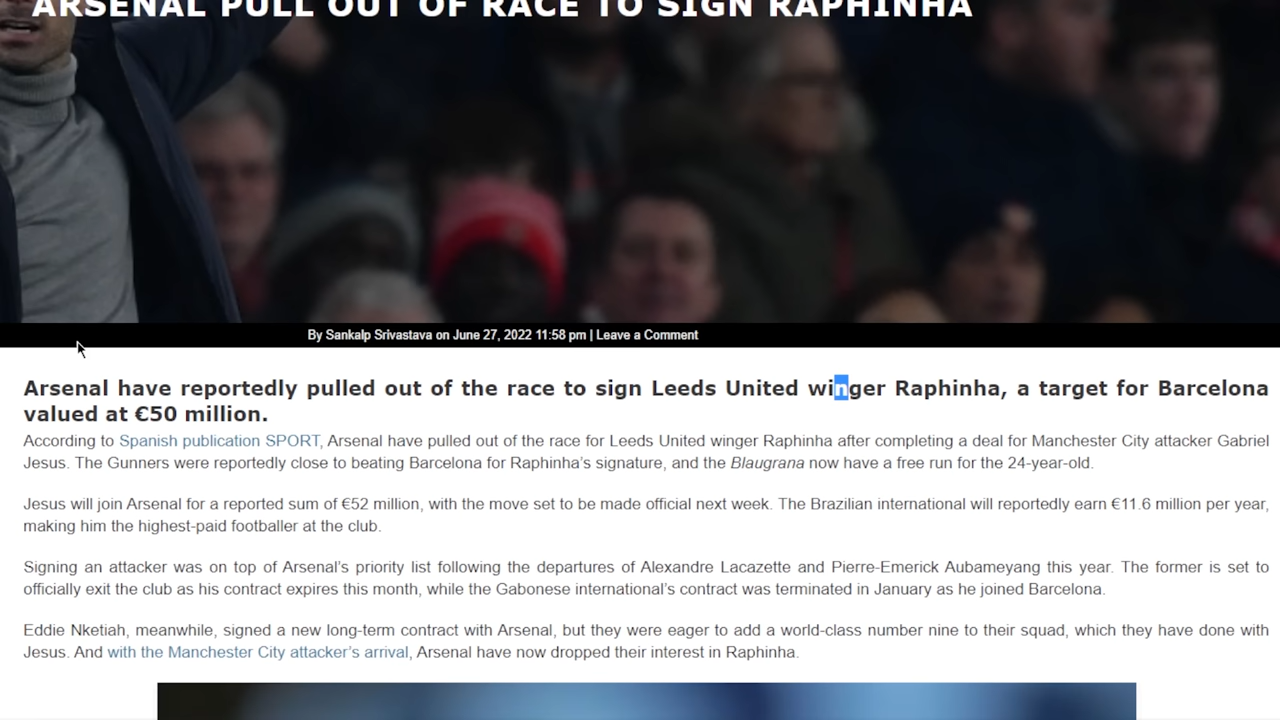 ARSENAL PULL OUT OF RACE TO SIGN RAPHINHA
By Sankalp Srivastava on June 27, 2022 11:58 pm | Leave a Comment
Arsenal have reportedly pulled out of the race to sign Leeds United winger Raphinha, a target for Barcelona
valued at €50 million.
According to Spanish publication SPORT, Arsenal have pulled out of the race for Leeds United winger Raphinha after completing a deal for Manchester City attacker Gabriel
Jesus. The Gunners were reportedly close to beating Barcelona for Raphinha’s signature, and the Blaugrana now have a free run for the 24-year-old.
Jesus will join Arsenal for a reported sum of €52 million, with the move set to be made official next week. The Brazilian international will reportedly earn €11.6 million per year,
making him the highest-paid footballer at the club.
Signing an attacker was on top of Arsenal’s priority list following the departures of Alexandre Lacazette and Pierre-Emerick Aubameyang this year. The former is set to
officially exit the club as his contract expires this month, while the Gabonese international’s contract was terminated in January as he joined Barcelona.
Eddie Nketiah, meanwhile, signed a new long-term contract with Arsenal, but they were eager to add a world-class number nine to their squad, which they have done with
Jesus. And with the Manchester City attacker’s arrival, Arsenal have now dropped their interest in Raphinha.